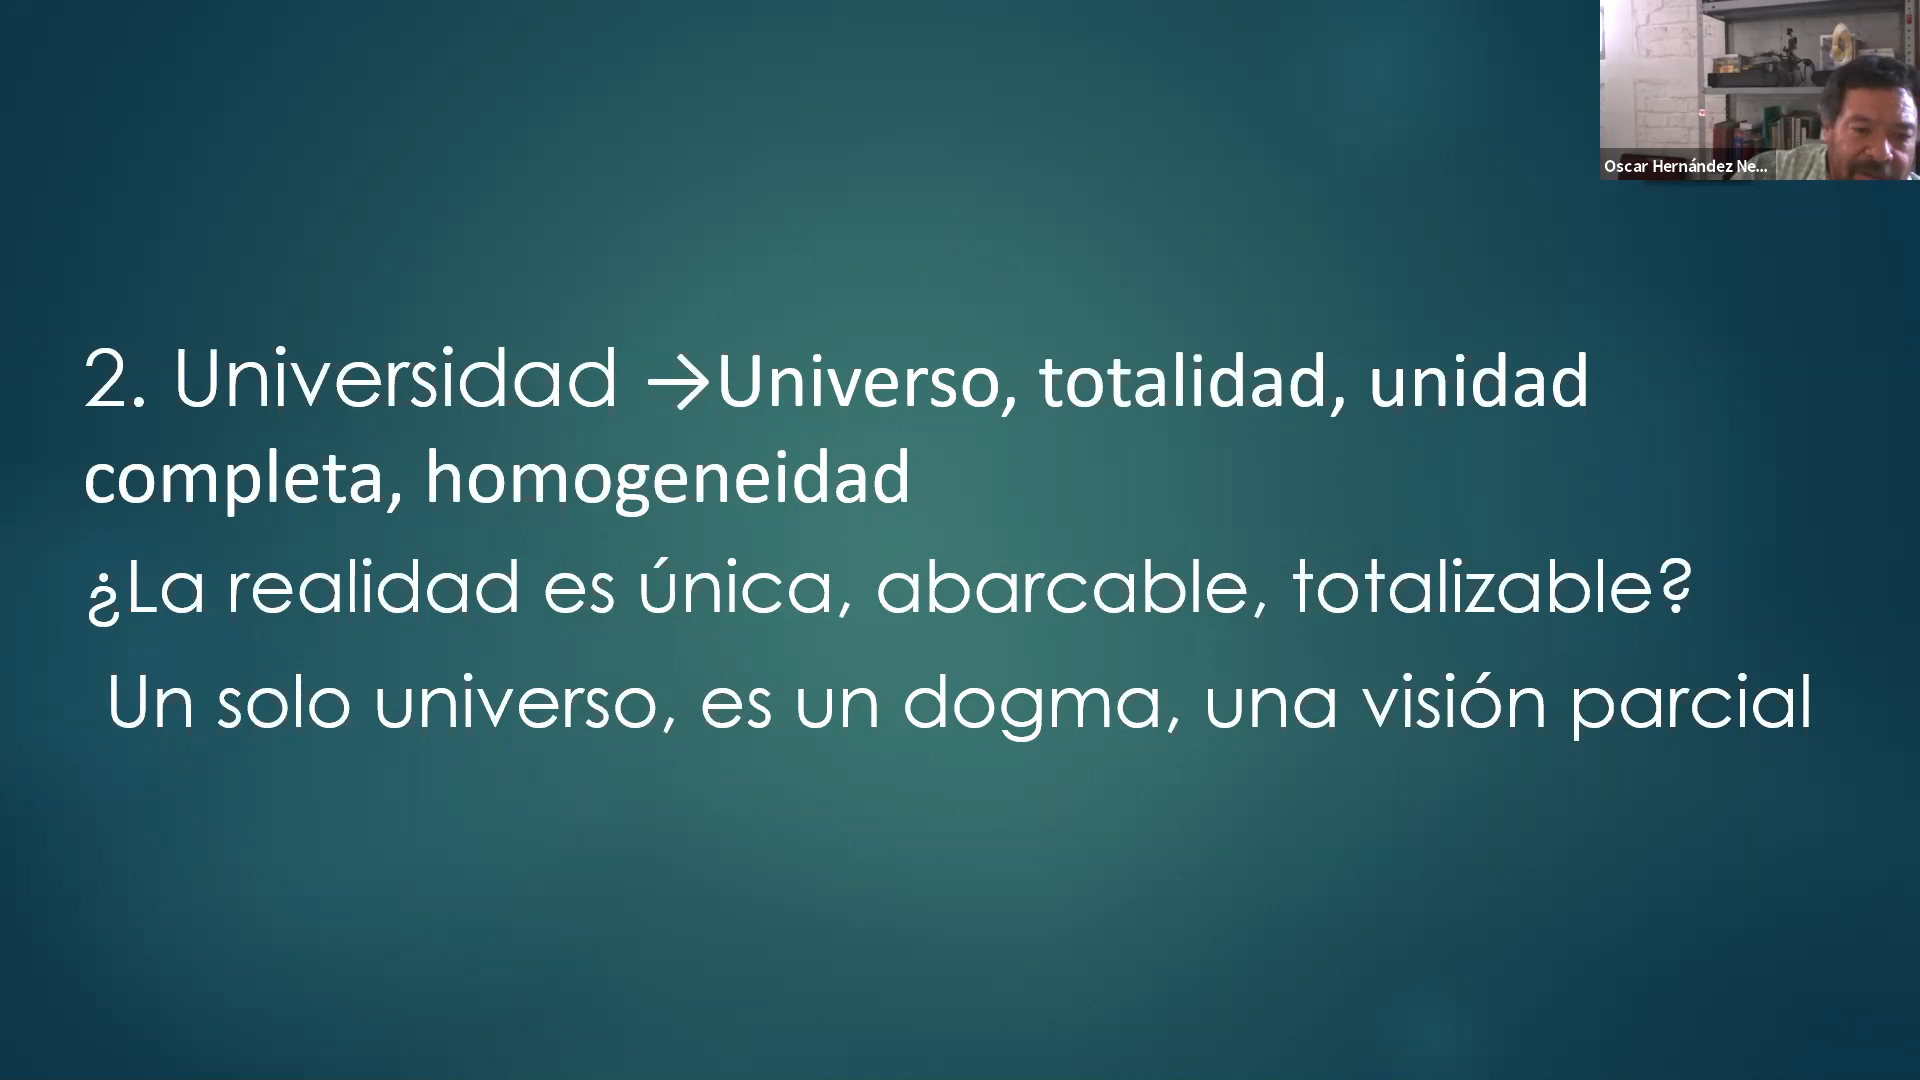 Oscar Hernández Ne...
2. Universidad →Universo, totalidad, unidad
completa, homogeneidad
¿La realidad es única, abarcable, totalizable?
Un solo universo, es un dogma, una visión parcial